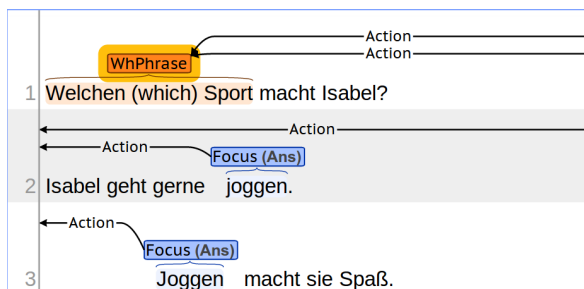 Action
Action
WhPhrase
1 Welchen (which) Sport macht Isabel?
Action
Action
Focus (Ans)
2 Isabel geht gerne joggen.
Action
Focus (Ans)
3 Joggen macht sie Spaß.